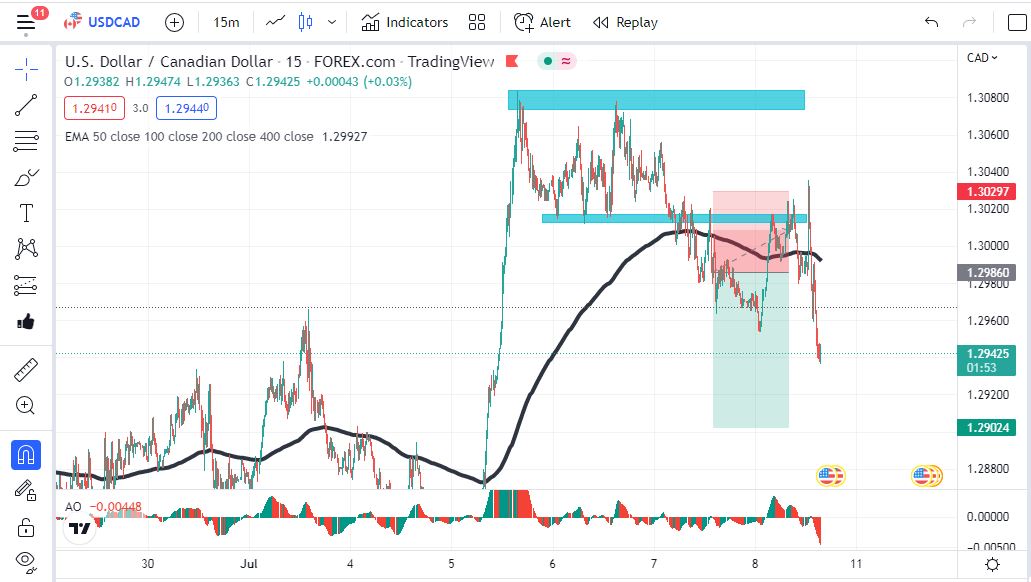 11
USDCAD
15m
Indicators
Alert
Replay
U.S. Dollar / Canadian Dollar · 15 · FOREX.com · TradingView
O1.29382 H1.29474 L1.29363 C1.29425 +0.00043 (+0.03%)
1.29410 3.0 1.29440
EMA 50 close 100 close 200 close 400 close 1.29927
CAD
1.30800
1.30600
1.30400
1.30297
1.30200
1.30000
1.29860
1.29800
1.29600
1.29425
01:53
1.29200
1.29024
1.28800
AO −0.00448
0.00000
−0.00500
30 Jul 4 5 6 7 8 11